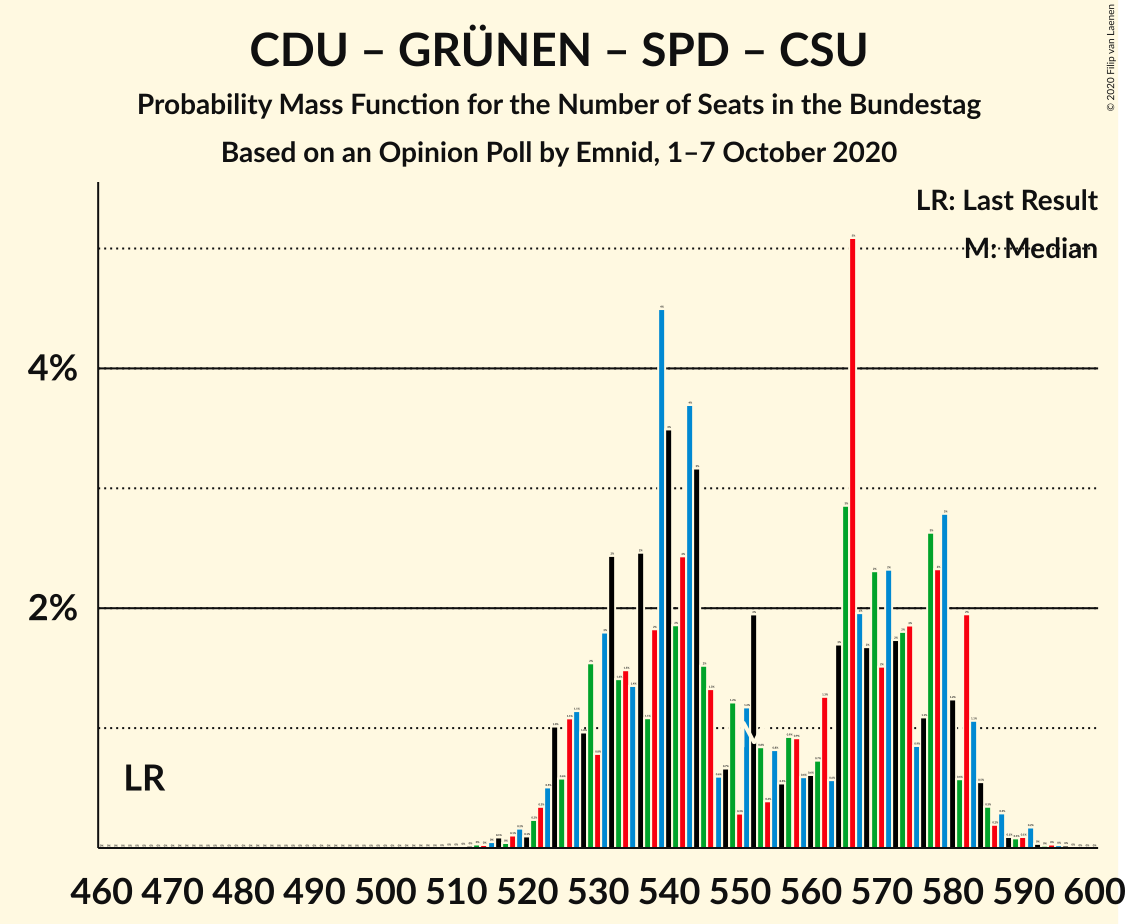 CDU – GRÜNEN – SPD – CSU
Probability Mass Function for the Number of Seats in the Bundestag
Based on an Opinion Poll by Emnid, 1–7 October 2020
© 2020 Filip van Laenen
LR: Last Result
M: Median
4%
2%
LR
460 470 480 490 500 510 520 530 540 550 560 570 580 590 600